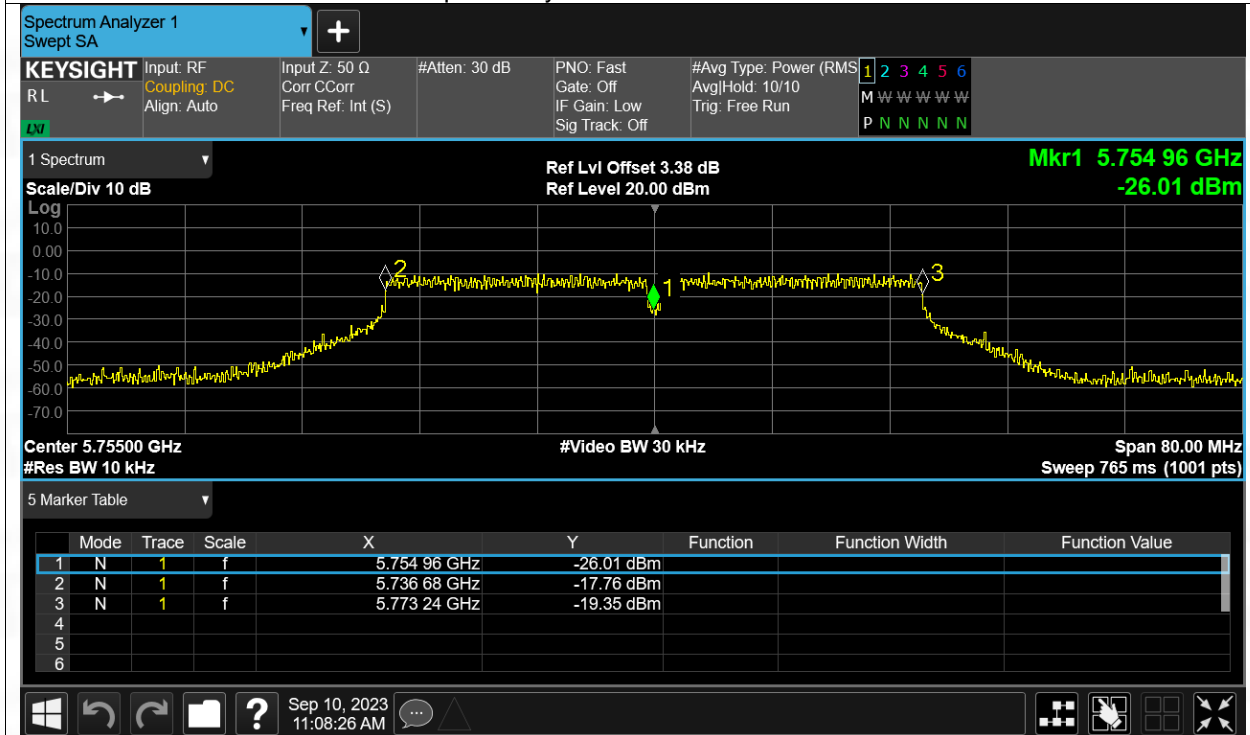 Spectrum Analyzer 1
Swept SA
+
KEYSIGHT Input: RF Input Z: 50 Ω #Atten: 30 dB PNO: Fast #Avg Type: Power (RMS 1 2 3 4 5 6
RL Coupling: DC Corr CCorr Gate: Off Avg|Hold: 10/10 M W W W W W
Align: Auto Freq Ref: Int (S) IF Gain: Low Trig: Free Run
LXI Sig Track: Off P N N N N N
1 Spectrum Ref Lvl Offset 3.38 dB Mkr1 5.754 96 GHz
Scale/Div 10 dB Ref Level 20.00 dBm -26.01 dBm
Log
10.0
0.00
-10.0 2 3
-20.0 1
-30.0
-40.0
-50.0
-60.0
-70.0
Center 5.75500 GHz #Video BW 30 kHz Span 80.00 MHz
#Res BW 10 kHz Sweep 765 ms (1001 pts)
5 Marker Table
Mode Trace Scale X Y Function Function Width Function Value
1 N 1 f 5.754 96 GHz -26.01 dBm
2 N 1 f 5.736 68 GHz -17.76 dBm
3 N 1 f 5.773 24 GHz -19.35 dBm
4
5
6
? Sep 10, 2023
11:08:26 AM